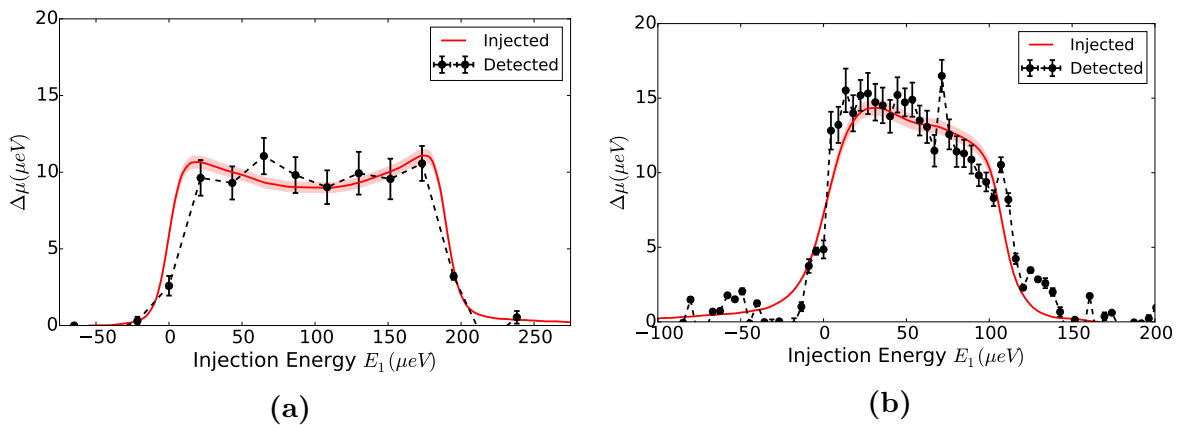 20
15
10
5
0
Δμ(μeV)
Injected
Detected
−50 0 50 100 150 200 250
Injection Energy E₁(μeV)
(a)
20
15
10
5
0
Δμ(μeV)
Injected
Detected
−100 −50 0 50 100 150 200
Injection Energy E₁(μeV)
(b)